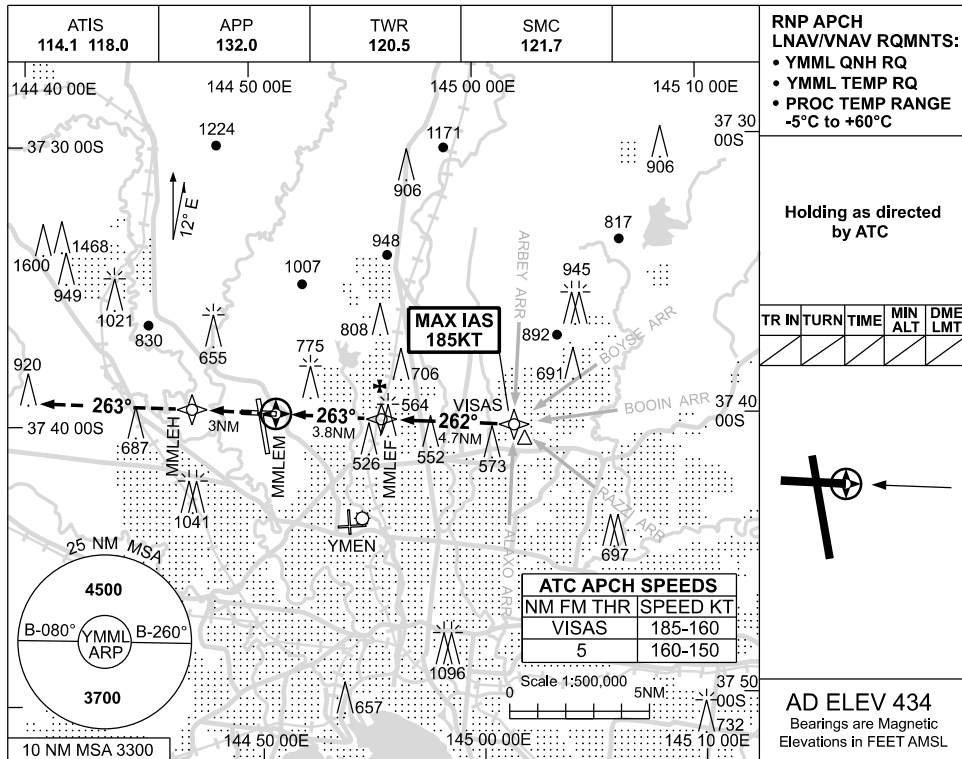 ATIS
114.1 118.0
APP
132.0
TWR
120.5
SMC
121.7
RNP APCH
LNAV/VNAV RQMNTS:
• YMML QNH RQ
• YMML TEMP RQ
• PROC TEMP RANGE
-5°C to +60°C
Holding as directed
by ATC
TR IN
TURN
TIME
MIN
ALT
DME
LMT
144 40 00E
144 50 00E
145 00 00E
145 10 00E
37 30 00S
37 30
00S
1224
1171
906
906
12° E
817
948
1600
1468
949
1021
1007
945
ARBEY ARR
830
655
808
MAX IAS
185KT
892
BOYSE ARR
775
706
691
920
564
VISAS
BOOIN ARR
37 40
00S
263°
3NM
263°
3.8NM
262°
4.7NM
37 40 00S
687
MMLEH
MMLEM
526
MMLEF
552
573
1041
YMEN
ALAXO ARR
RAZZI ARR
697
25 NM MSA
4500
B-080°
YMML
ARP
B-260°
3700
10 NM MSA 3300
ATC APCH SPEEDS
NM FM THR
SPEED KT
VISAS
185-160
5
160-150
1096
657
Scale 1:500,000
0
5NM
37 50
00S
732
144 50 00E
145 00 00E
145 10 00E
AD ELEV 434
Bearings are Magnetic
Elevations in FEET AMSL